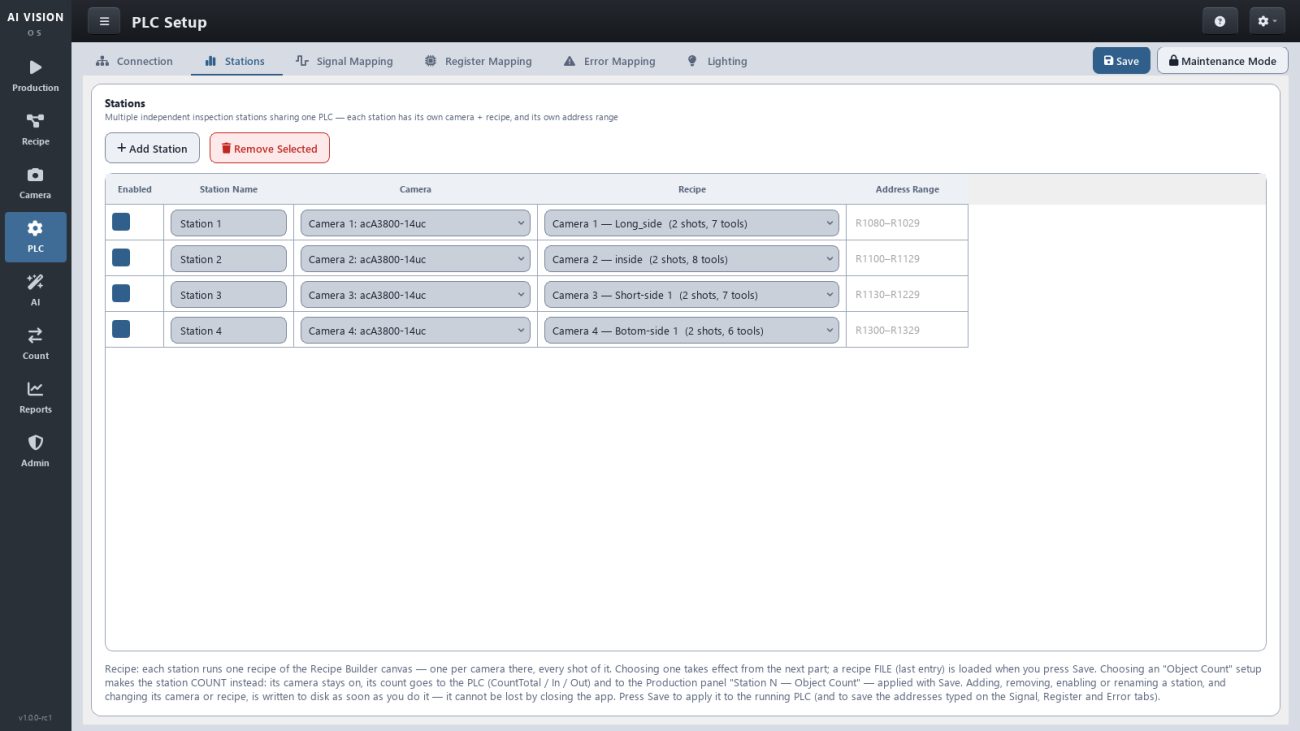 AI VISION
OS
PLC Setup
Production
Recipe
Camera
PLC
AI
Count
Reports
Admin
v1.0.0-rc1
Connection
Stations
Signal Mapping
Register Mapping
Error Mapping
Lighting
Save
Maintenance Mode
Stations
Multiple independent inspection stations sharing one PLC — each station has its own camera + recipe, and its own address range
+ Add Station
Remove Selected
Enabled Station Name Camera Recipe Address Range
Station 1 Camera 1: acA3800-14uc Camera 1 — Long_side (2 shots, 7 tools) R1080–R1029
Station 2 Camera 2: acA3800-14uc Camera 2 — inside (2 shots, 8 tools) R1100–R1129
Station 3 Camera 3: acA3800-14uc Camera 3 — Short-side 1 (2 shots, 7 tools) R1130–R1229
Station 4 Camera 4: acA3800-14uc Camera 4 — Botom-side 1 (2 shots, 6 tools) R1300–R1329
Recipe: each station runs one recipe of the Recipe Builder canvas — one per camera there, every shot of it. Choosing one takes effect from the next part; a recipe FILE (last entry) is loaded when you press Save. Choosing an "Object Count" setup
makes the station COUNT instead: its camera stays on, its count goes to the PLC (CountTotal / In / Out) and to the Production panel "Station N — Object Count" — applied with Save. Adding, removing, enabling or renaming a station, and
changing its camera or recipe, is written to disk as soon as you do it — it cannot be lost by closing the app. Press Save to apply it to the running PLC (and to save the addresses typed on the Signal, Register and Error tabs).